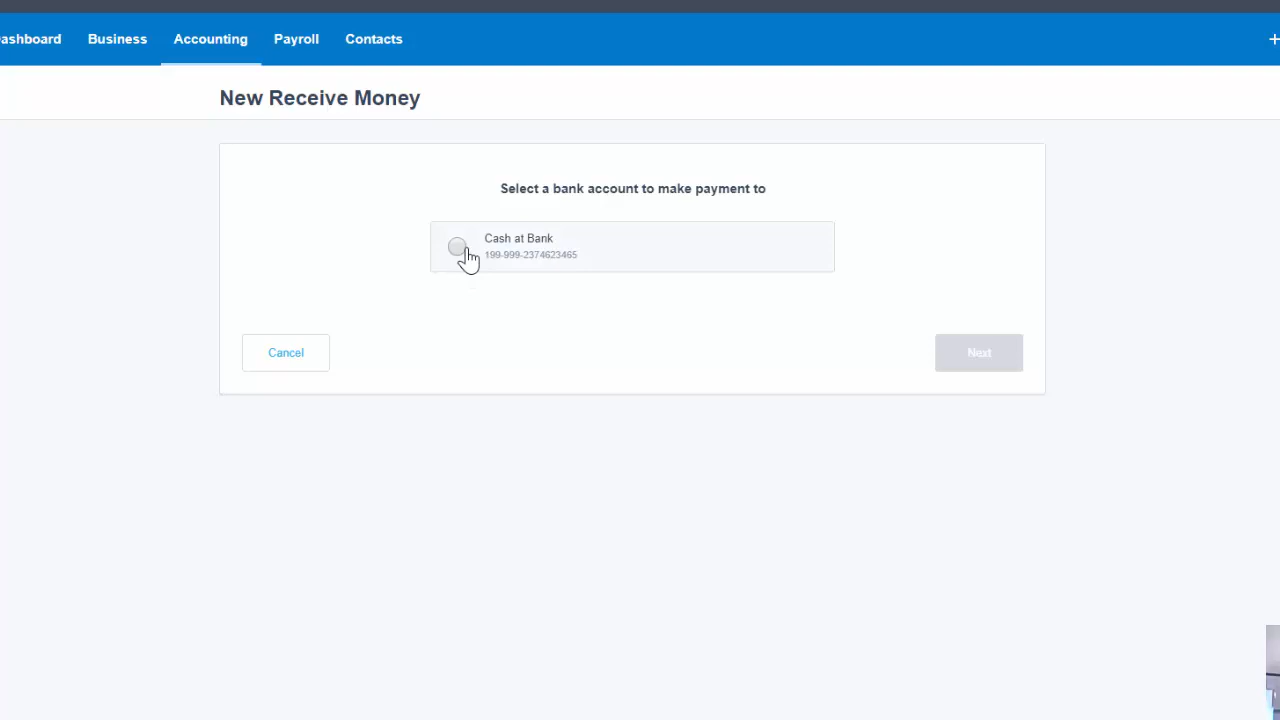 Business Accounting Payroll Contacts +
New Receive Money
Select a bank account to make payment to
Cash at Bank
199-999-2374623465
Cancel
Next